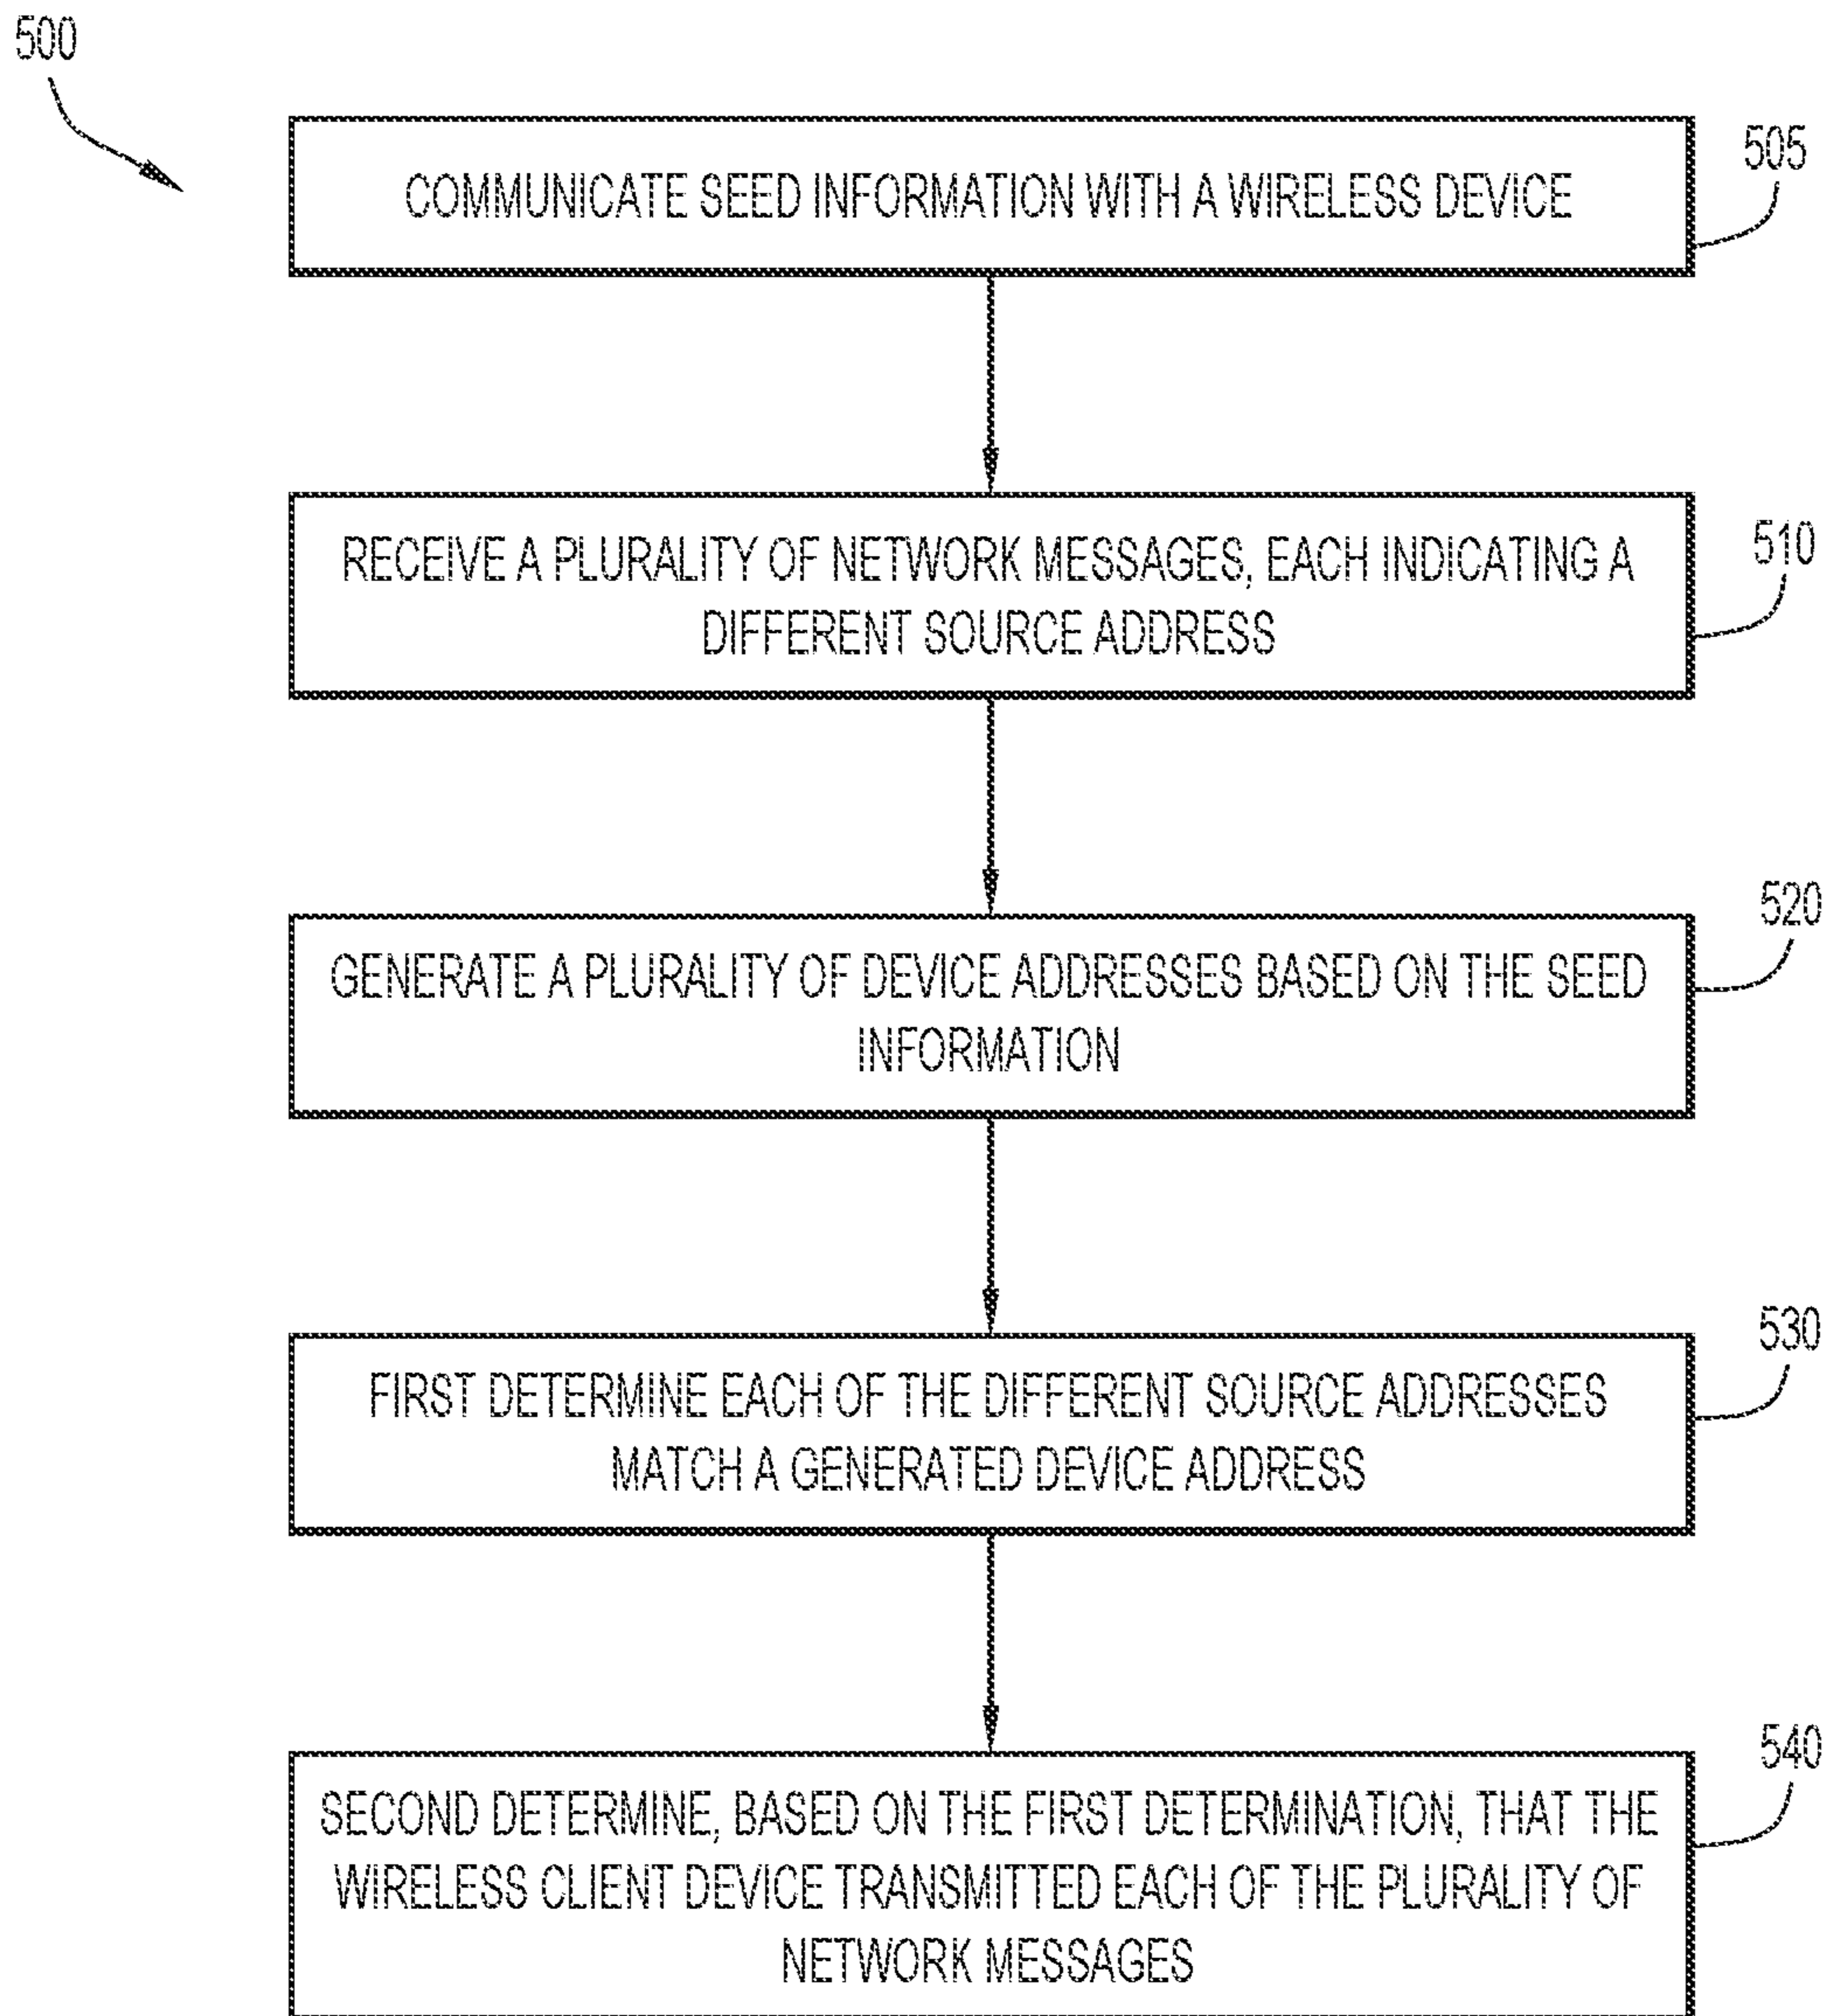 500
COMMUNICATE SEED INFORMATION WITH A WIRELESS DEVICE
505
RECEIVE A PLURALITY OF NETWORK MESSAGES, EACH INDICATING A
DIFFERENT SOURCE ADDRESS
510
GENERATE A PLURALITY OF DEVICE ADDRESSES BASED ON THE SEED
INFORMATION
520
FIRST DETERMINE EACH OF THE DIFFERENT SOURCE ADDRESSES
MATCH A GENERATED DEVICE ADDRESS
530
SECOND DETERMINE, BASED ON THE FIRST DETERMINATION, THAT THE
WIRELESS CLIENT DEVICE TRANSMITTED EACH OF THE PLURALITY OF
NETWORK MESSAGES
540